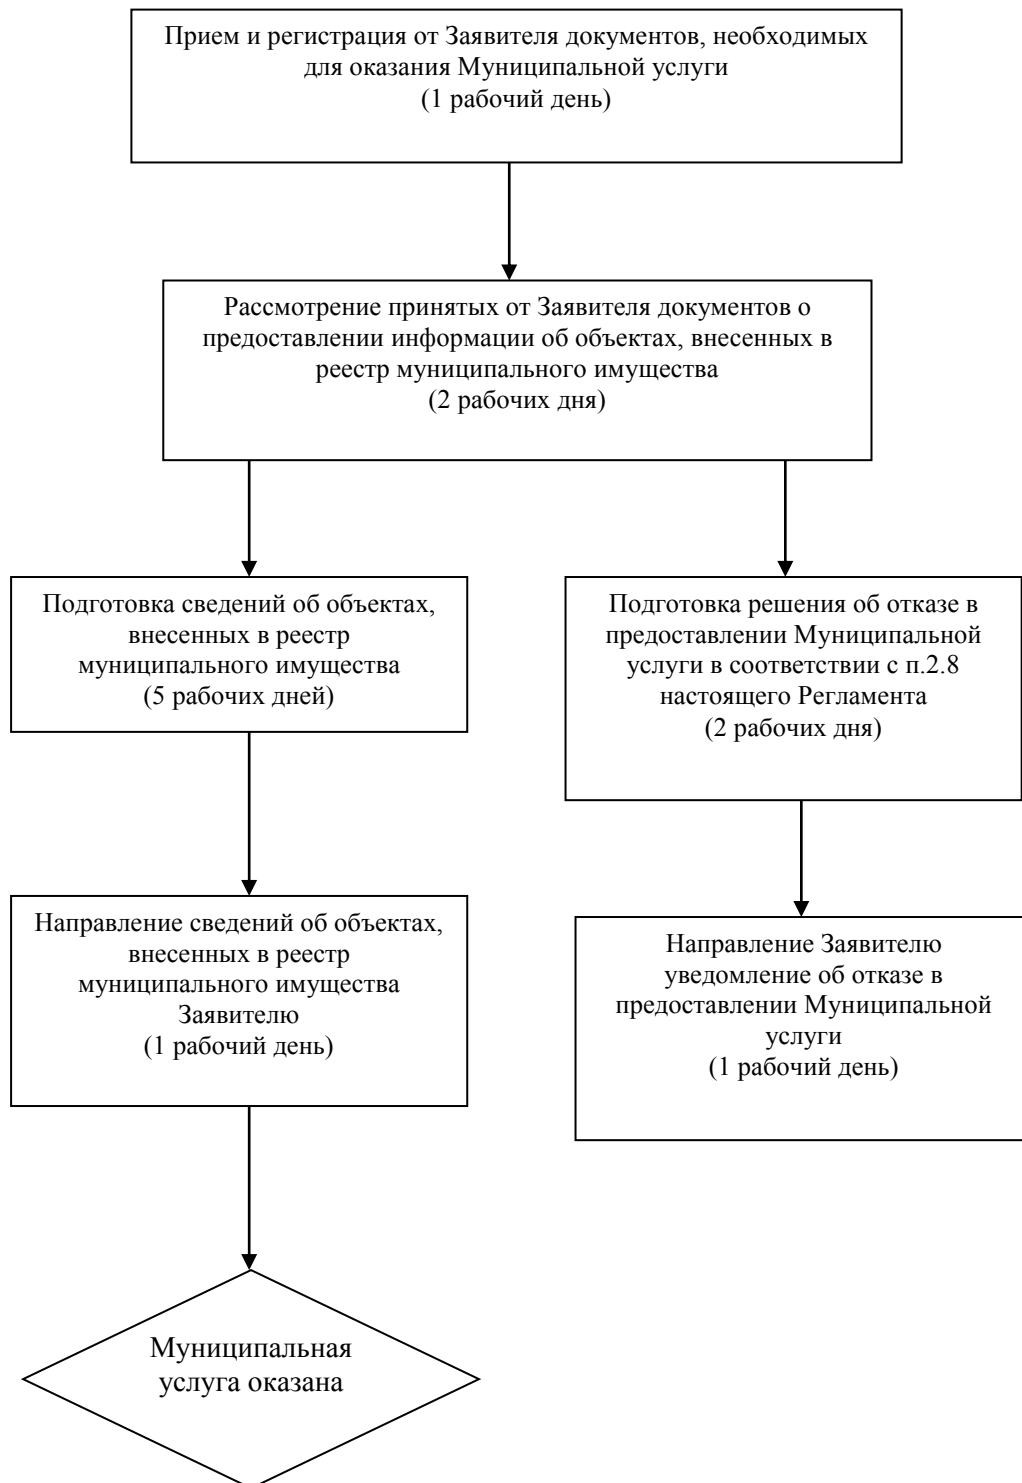 Прием и регистрация от Заявителя документов, необходимых
для оказания Муниципальной услуги
(1 рабочий день)
Рассмотрение принятых от Заявителя документов о
предоставлении информации об объектах, внесенных в
реестр муниципального имущества
(2 рабочих дня)
Подготовка сведений об объектах,
внесенных в реестр
муниципального имущества
(5 рабочих дней)
Подготовка решения об отказе в
предоставлении Муниципальной
услуги в соответствии с п.2.8
настоящего Регламента
(2 рабочих дня)
Направление сведений об объектах,
внесенных в реестр
муниципального имущества
Заявителю
(1 рабочий день)
Направление Заявителю
уведомление об отказе в
предоставлении Муниципальной
услуги
(1 рабочий день)
Муниципальная
услуга оказана